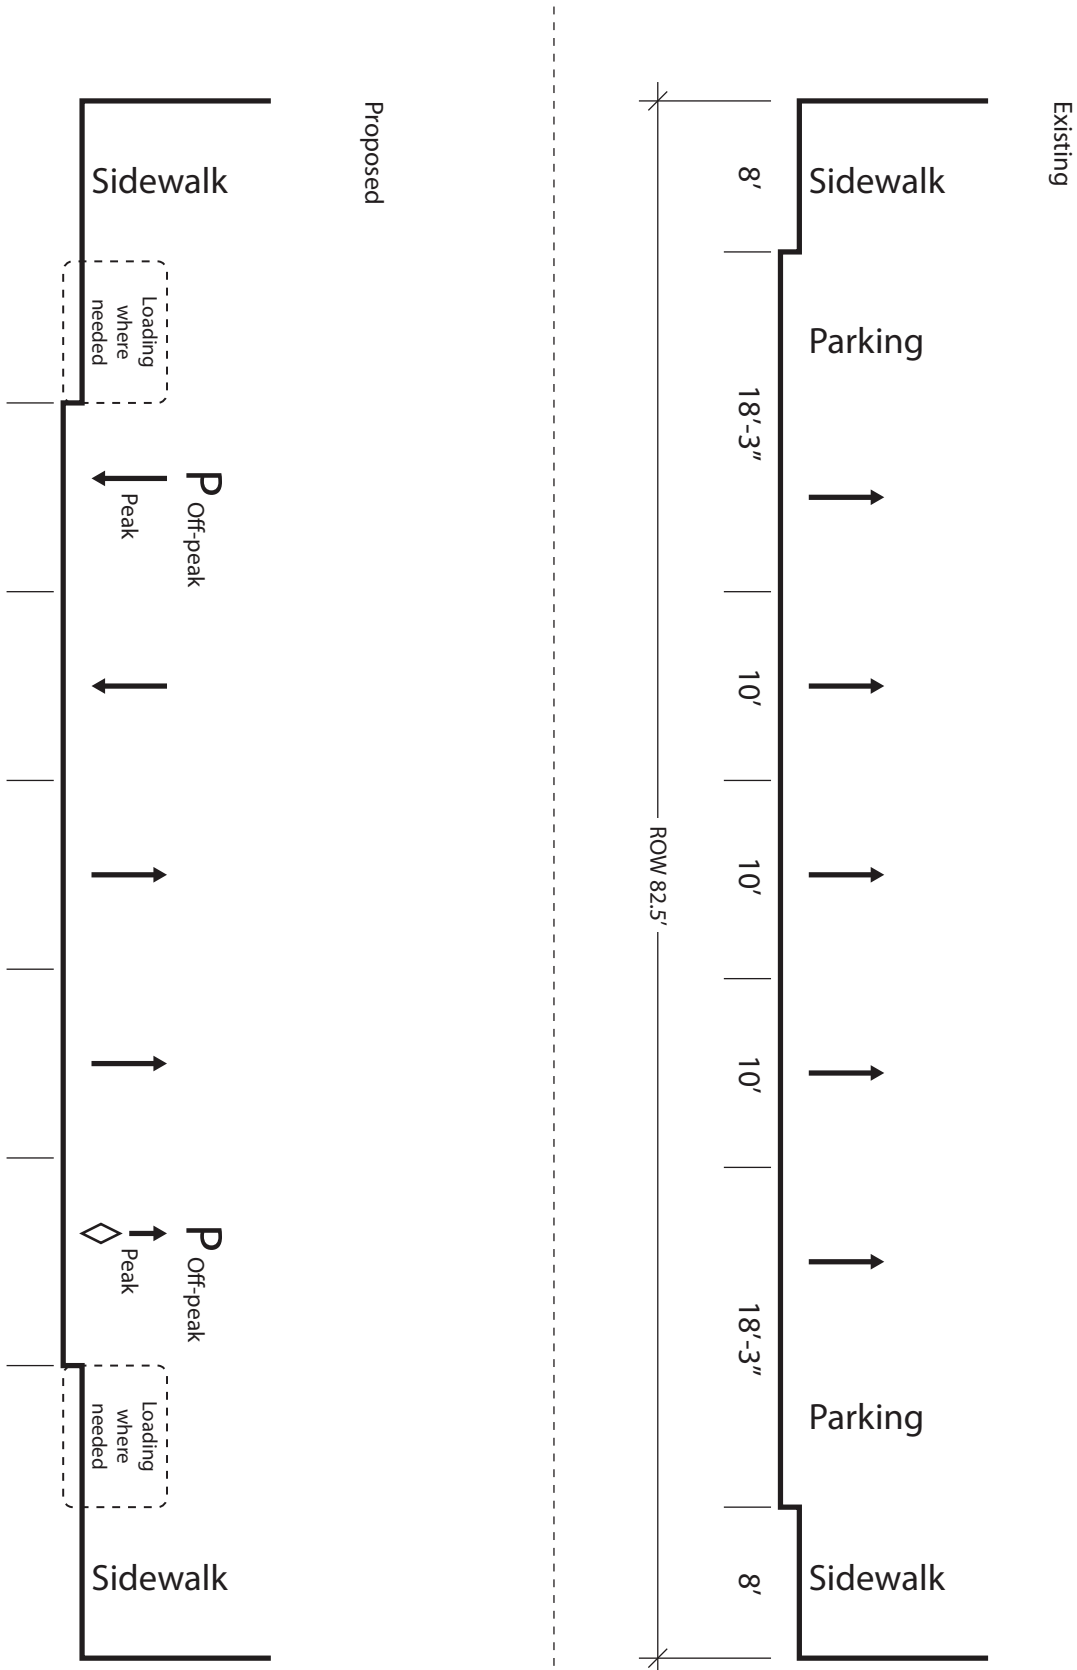 Existing
Sidewalk
Parking
Parking
Sidewalk
8′
18′-3″
10′
10′
10′
18′-3″
8′
ROW 82.5′
Proposed
Sidewalk
Loading
where
needed
P Off-peak
Peak
P Off-peak
Peak
Loading
where
needed
Sidewalk